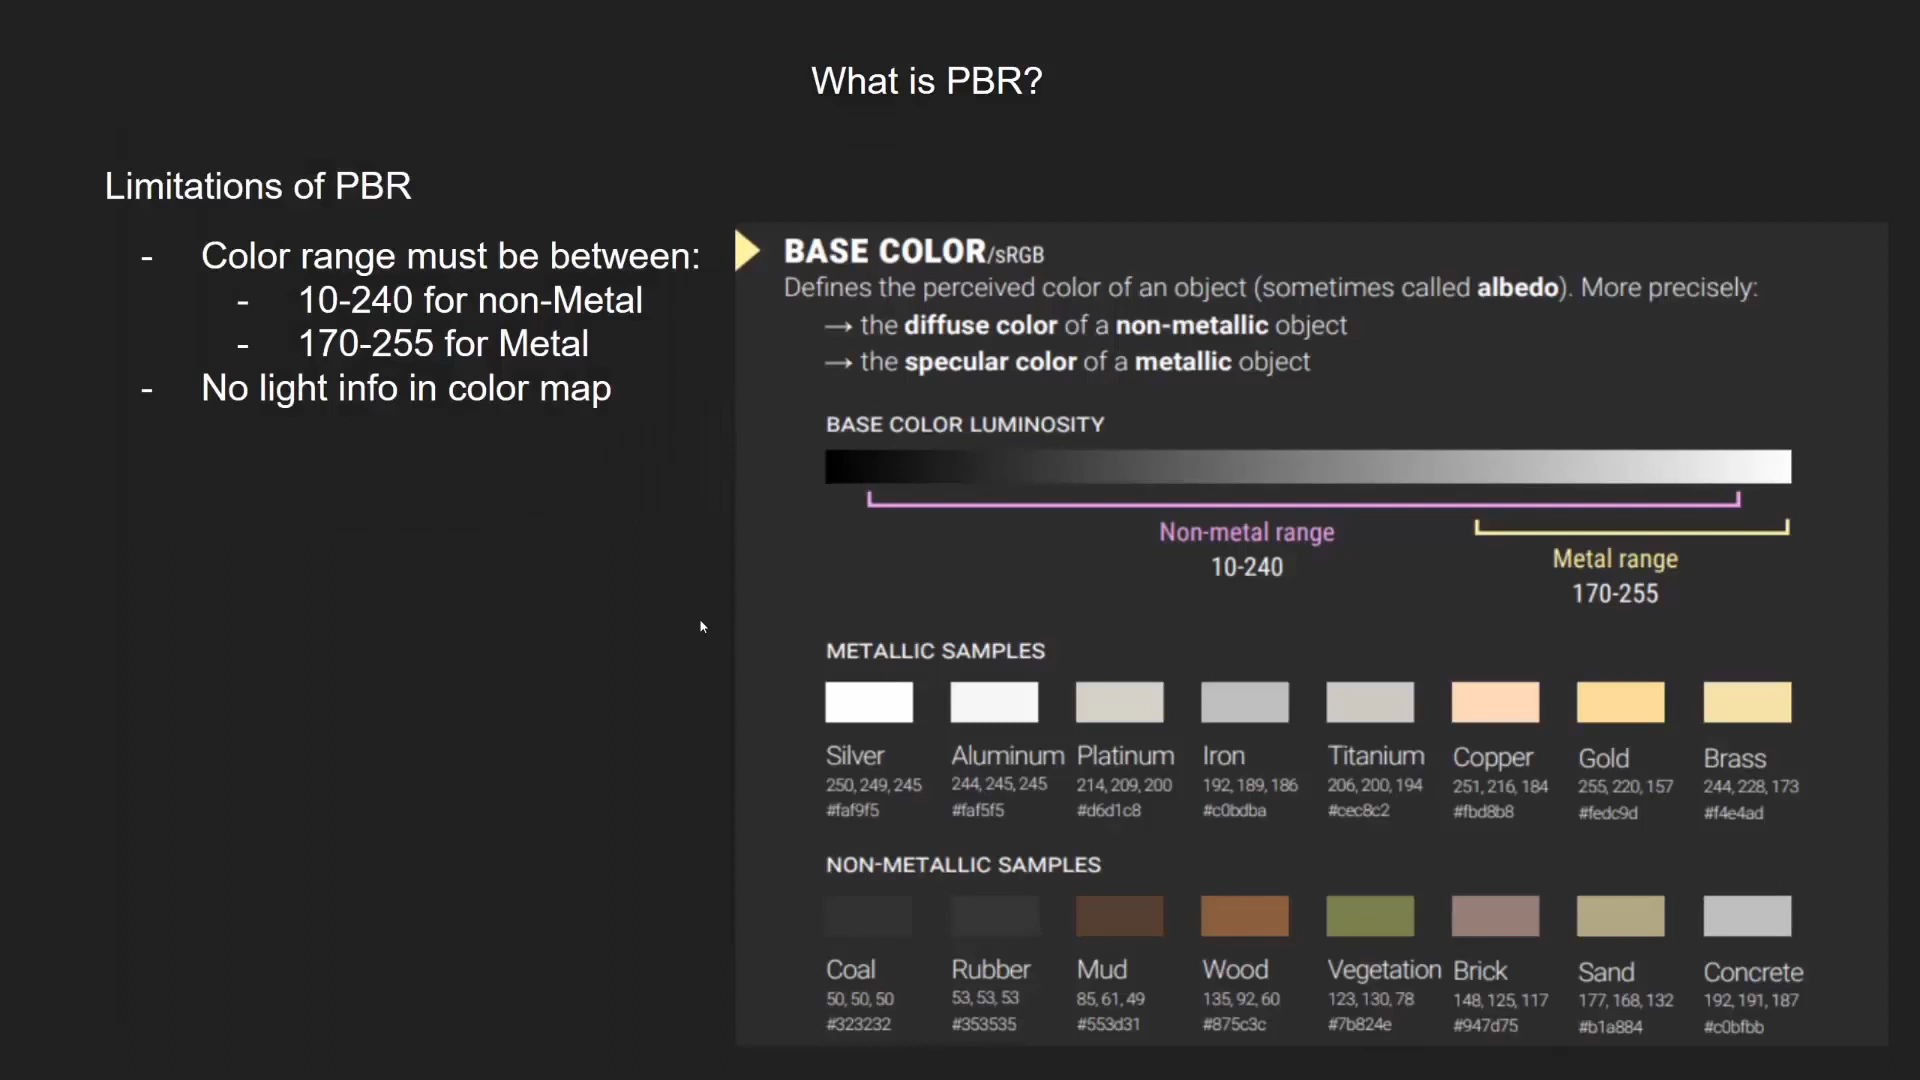 What is PBR?
Limitations of PBR
- Color range must be between:
- 10-240 for non-Metal
- 170-255 for Metal
- No light info in color map
BASE COLOR/sRGB
Defines the perceived color of an object (sometimes called albedo). More precisely:
→ the diffuse color of a non-metallic object
→ the specular color of a metallic object
BASE COLOR LUMINOSITY
Non-metal range
10-240
Metal range
170-255
METALLIC SAMPLES
Silver Aluminum Platinum Iron Titanium Copper Gold Brass
250, 249, 245 244, 245, 245 214, 209, 200 192, 189, 186 206, 200, 194 251, 216, 184 255, 220, 157 244, 228, 173
#faf9f5 #faf5f5 #d6d1c8 #c0bdba #cec8c2 #fbd8b8 #fedc9d #f4e4ad
NON-METALLIC SAMPLES
Coal Rubber Mud Wood Vegetation Brick Sand Concrete
50, 50, 50 53, 53, 53 85, 61, 49 135, 92, 60 123, 130, 78 148, 125, 117 177, 168, 132 192, 191, 187
#323232 #353535 #553d31 #875c3c #7b824e #947d75 #b1a884 #c0bfbb